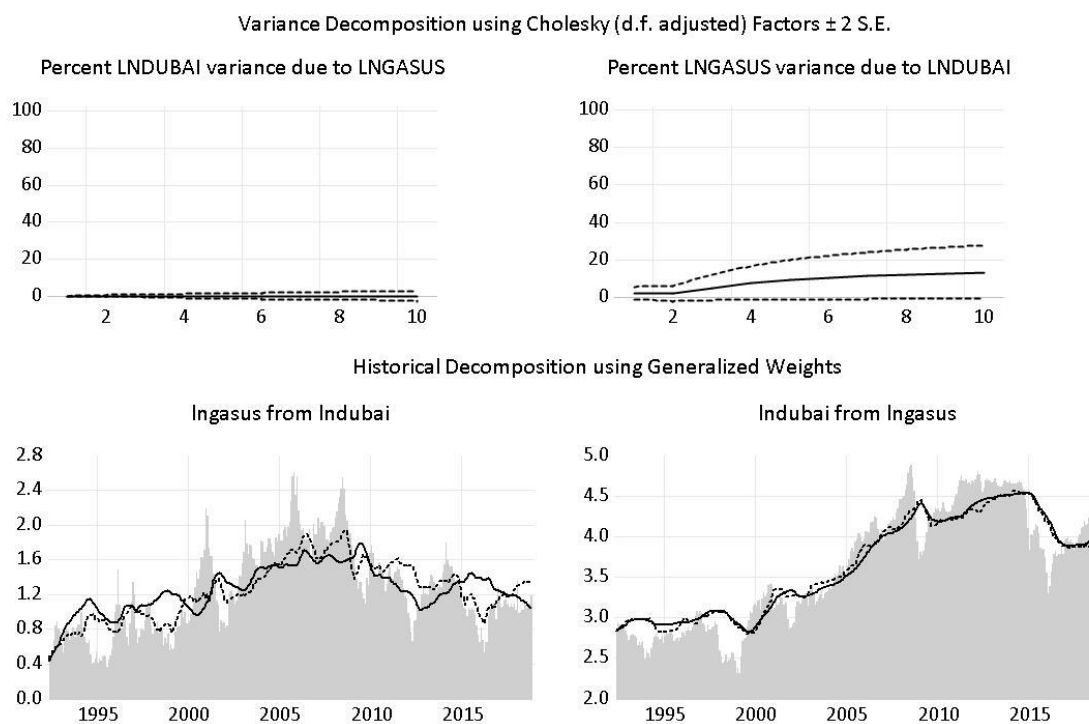 Variance Decomposition using Cholesky (d.f. adjusted) Factors ± 2 S.E.
Percent LNDUBAI variance due to LNGASUS
100
80
60
40
20
0
2 4 6 8 10
Percent LNGASUS variance due to LNDUBAI
100
80
60
40
20
0
2 4 6 8 10
Historical Decomposition using Generalized Weights
lngasus from lndubai
2.8
2.4
2.0
1.6
1.2
0.8
0.4
0.0
1995 2000 2005 2010 2015
lndubai from lngasus
5.0
4.5
4.0
3.5
3.0
2.5
2.0
1995 2000 2005 2010 2015